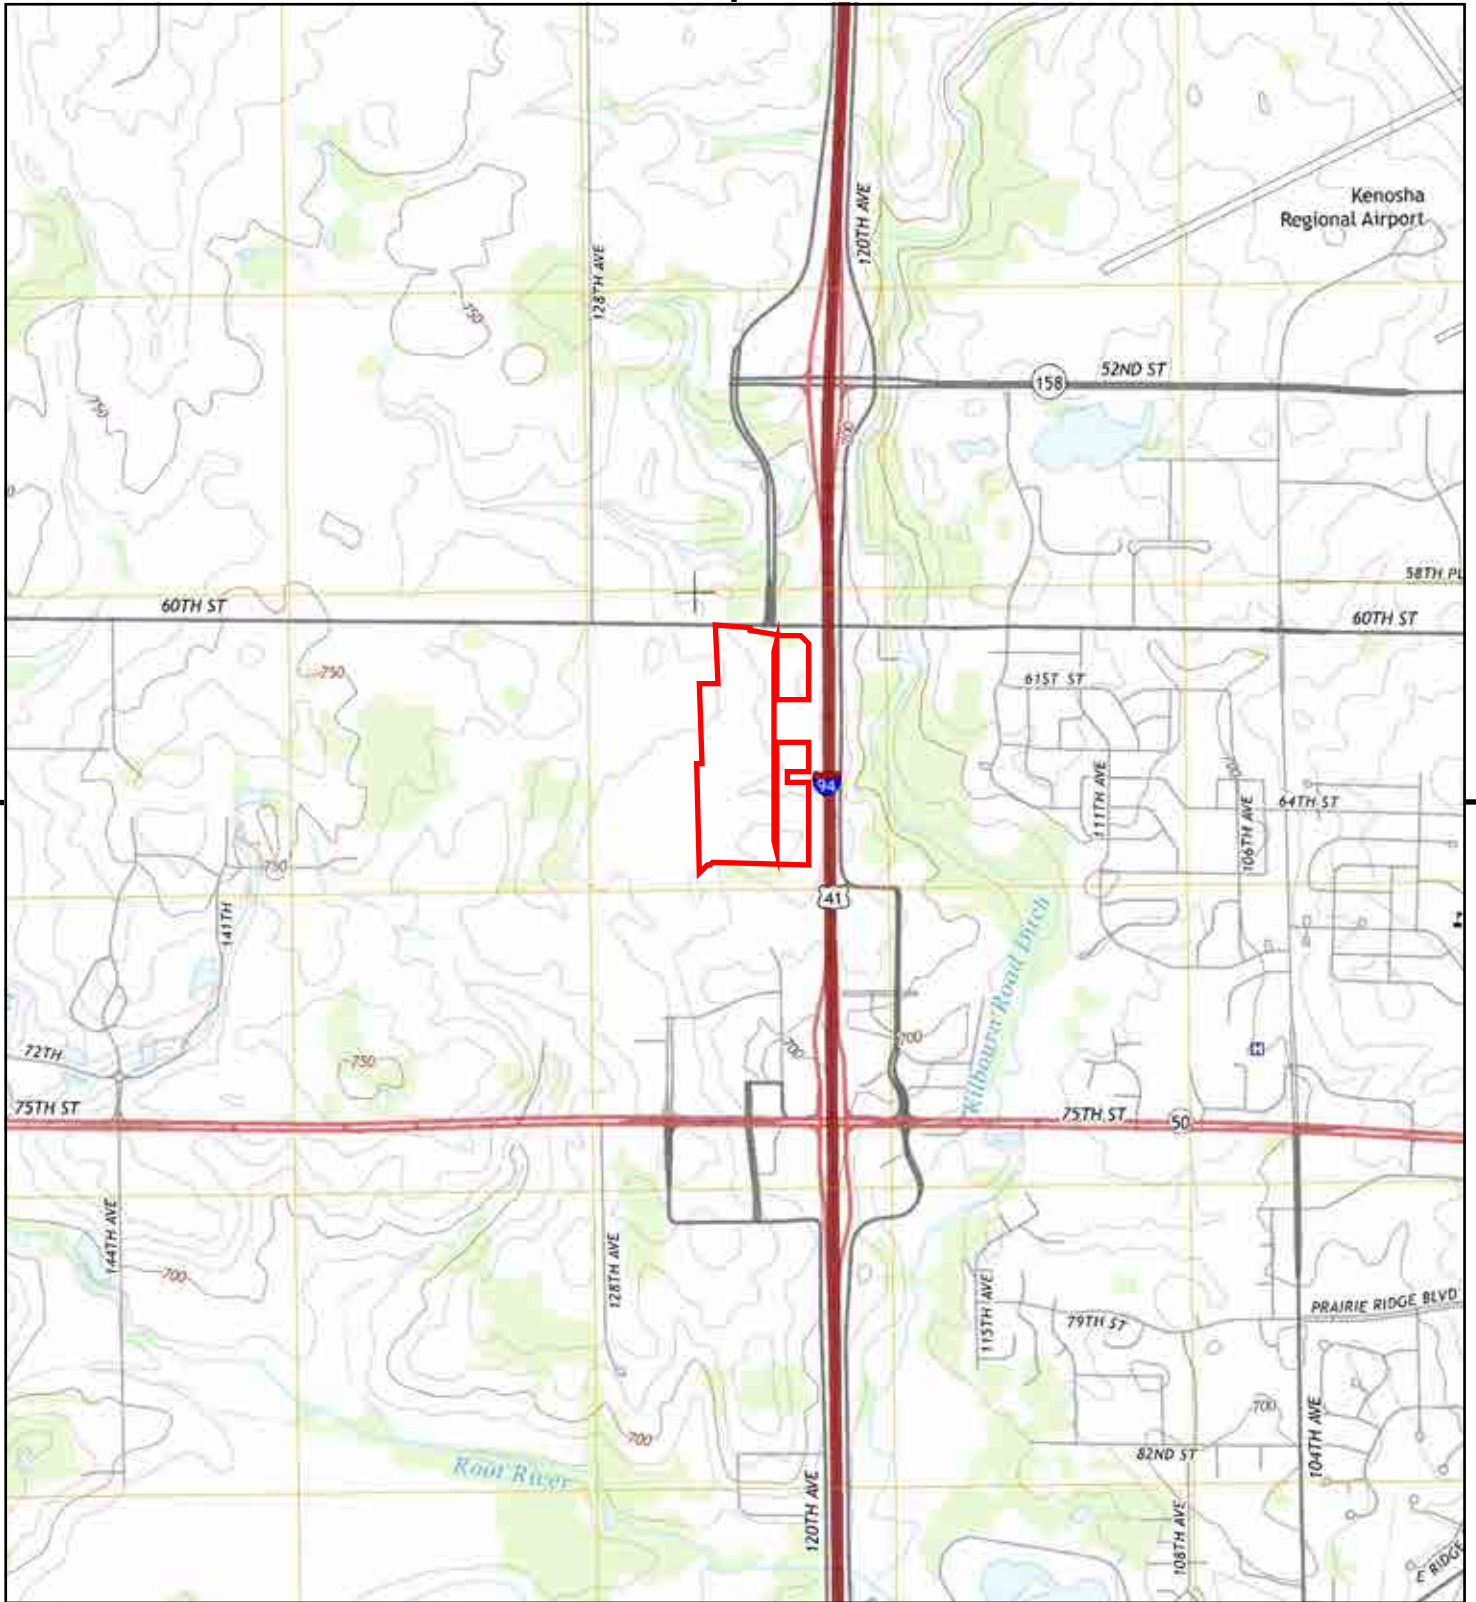 Kenosha
Regional Airport
120TH AVE
128TH AVE
750
52ND ST
158
750
700
58TH PL
60TH ST
60TH ST
750
61ST ST
94
111TH AVE
64TH ST
106TH AVE
750
41
141TH
Kilbourn Road Ditch
700
700
72TH
750
H
75TH ST
75TH ST
50
144TH AVE
128TH AVE
700
115TH AVE
79TH ST
PRAIRIE RIDGE BLVD
700
104TH AVE
700
82ND ST
Root River
120TH AVE
108TH AVE
E RIDGE